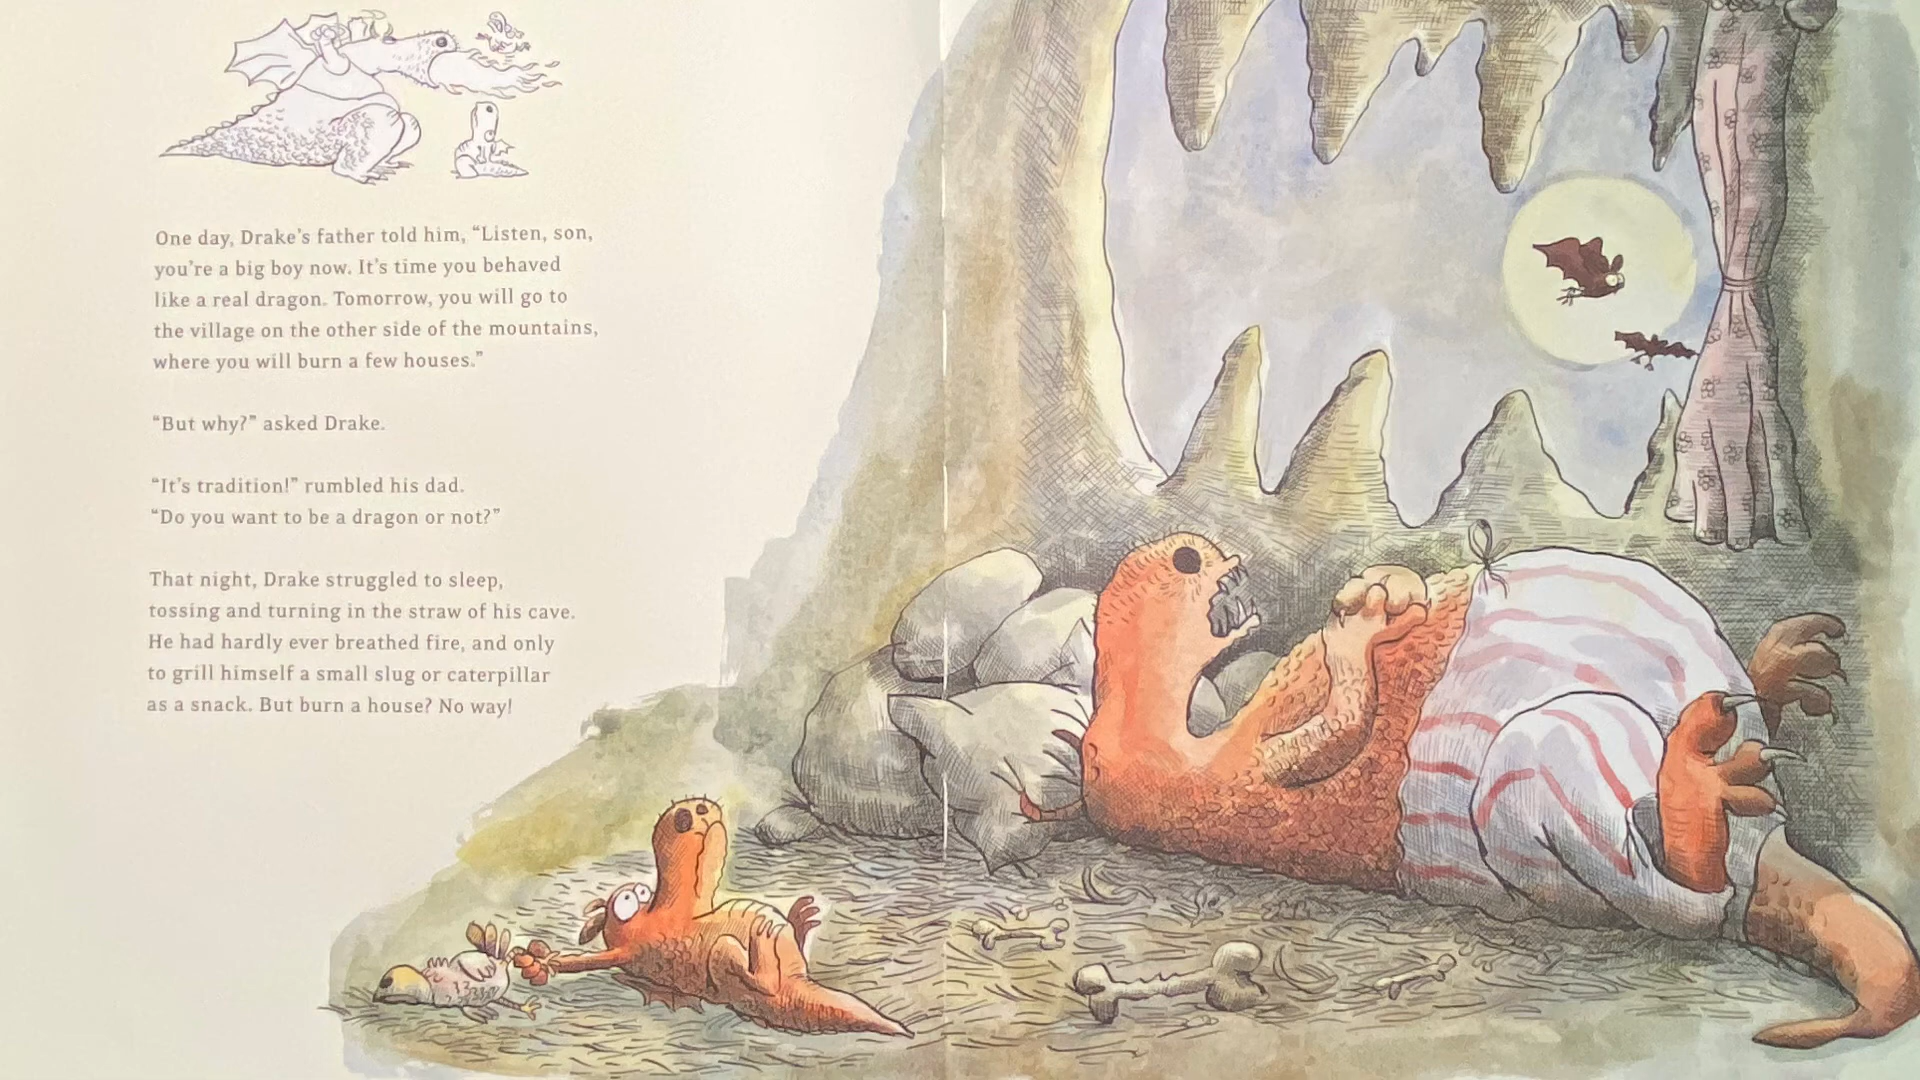 One day, Drake’s father told him, “Listen, son,
you’re a big boy now. It’s time you behaved
like a real dragon. Tomorrow, you will go to
the village on the other side of the mountains,
where you will burn a few houses.”
“But why?” asked Drake.
“It’s tradition!” rumbled his dad.
“Do you want to be a dragon or not?”
That night, Drake struggled to sleep,
tossing and turning in the straw of his cave.
He had hardly ever breathed fire, and only
to grill himself a small slug or caterpillar
as a snack. But burn a house? No way!